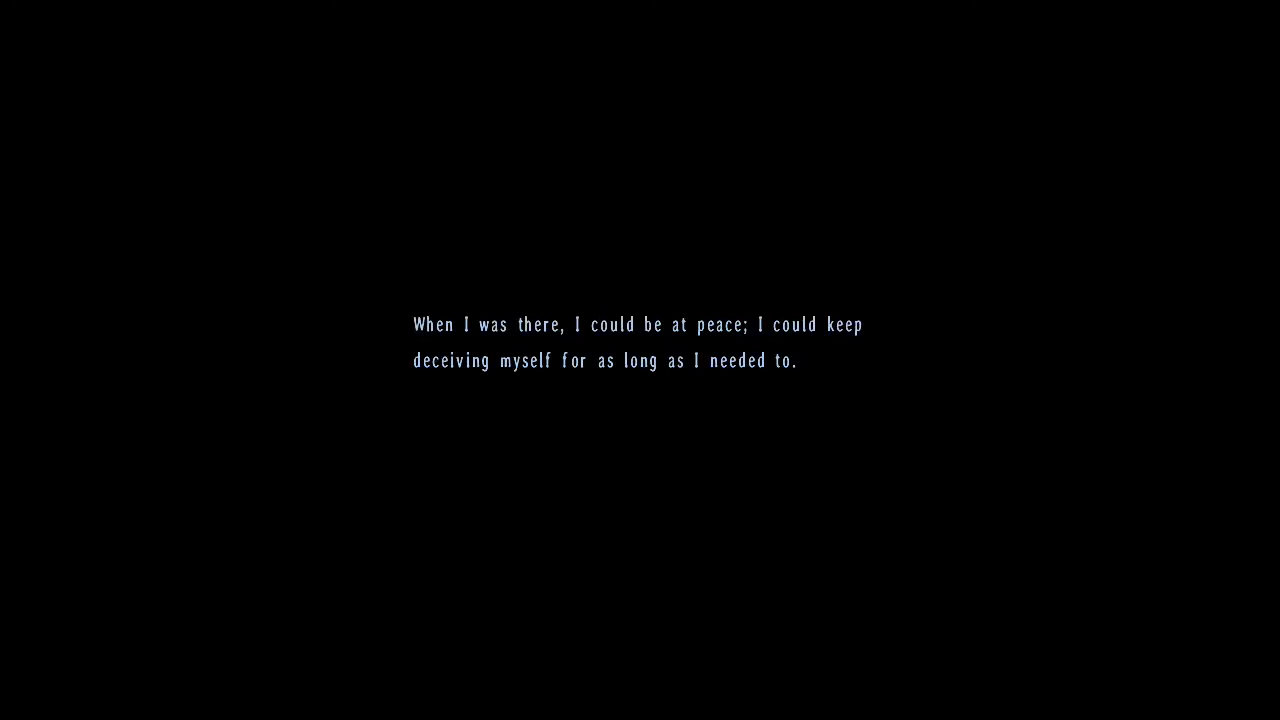 When I was there, I could be at peace; I could keep
deceiving myself for as long as I needed to.